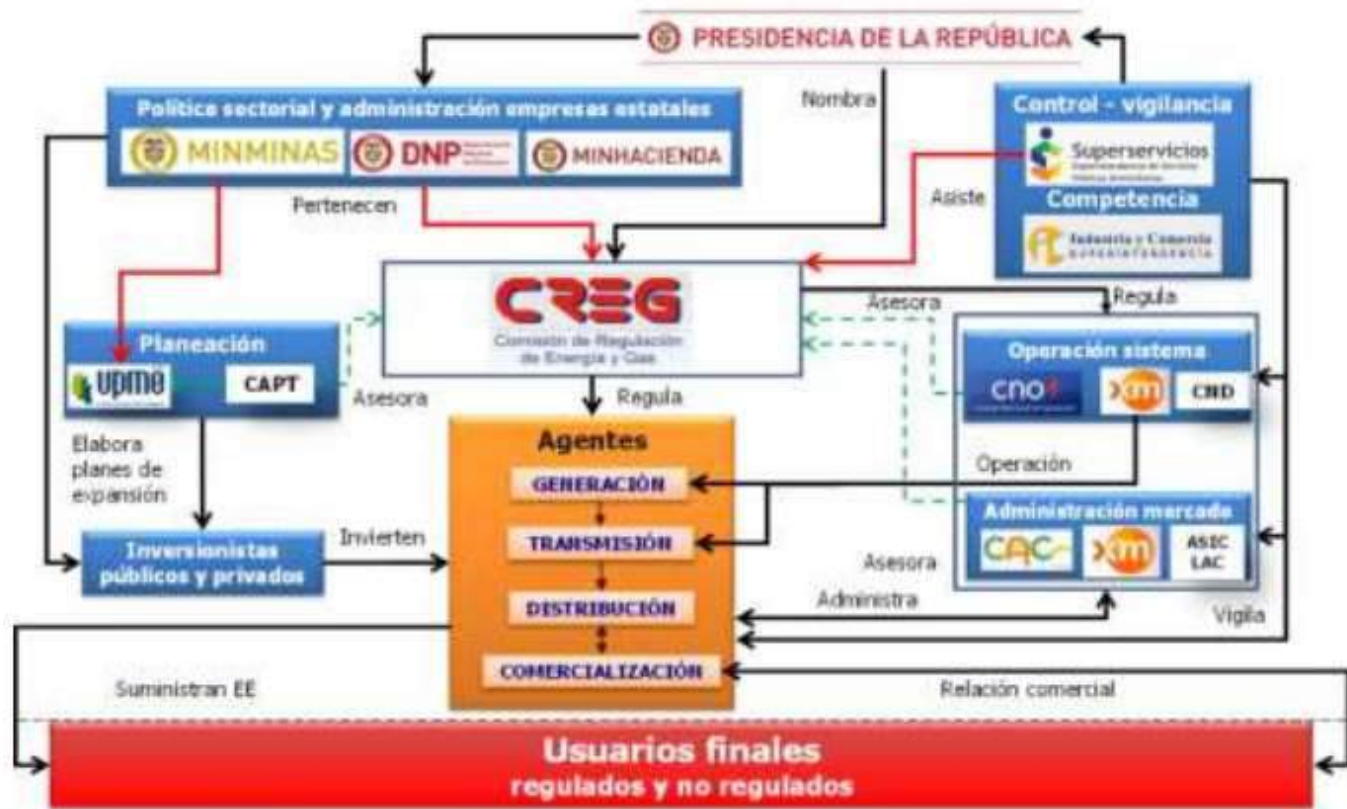 PRESIDENCIA DE LA REPÚBLICA
Política sectorial y administración empresas estatales
MINMINAS
DNP
MINHACIENDA
Nombra
Control - vigilancia
Superservicios
Competencia
Industria y Comercio
SUPERINTENDENCIA
Pertenecen
Asiste
CREG
Comisión de Regulación
de Energía y Gas
Asesora
Regula
Planeación
upme
CAPT
Asesora
Operación sistema
cno
xm
CND
Regula
Agentes
GENERACIÓN
TRANSMISIÓN
DISTRIBUCIÓN
COMERCIALIZACIÓN
Elabora
planes de
expansión
Operación
Inversionistas
públicos y privados
Invierten
Administración mercado
CAC
xm
ASIC
LAC
Asesora
Administra
Vigila
Suministran EE
Relación comercial
Usuarios finales
regulados y no regulados